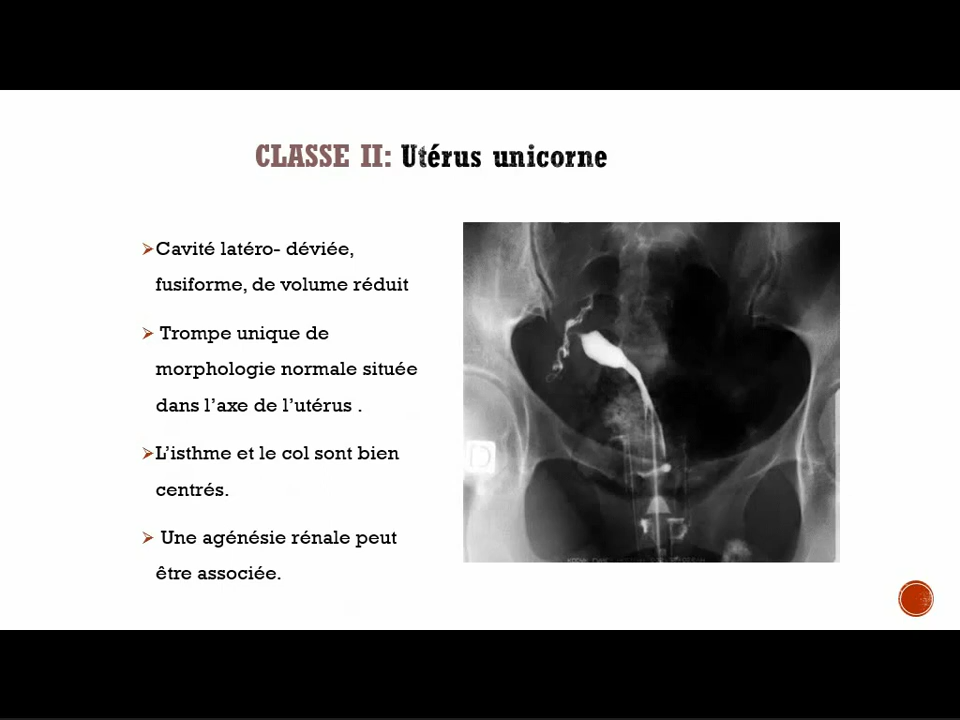 CLASSE II: Utérus unicorne
➢Cavité latéro- déviée,
fusiforme, de volume réduit
➢ Trompe unique de
morphologie normale située
dans l'axe de l'utérus .
➢L'isthme et le col sont bien
centrés.
➢ Une agénésie rénale peut
être associée.
D